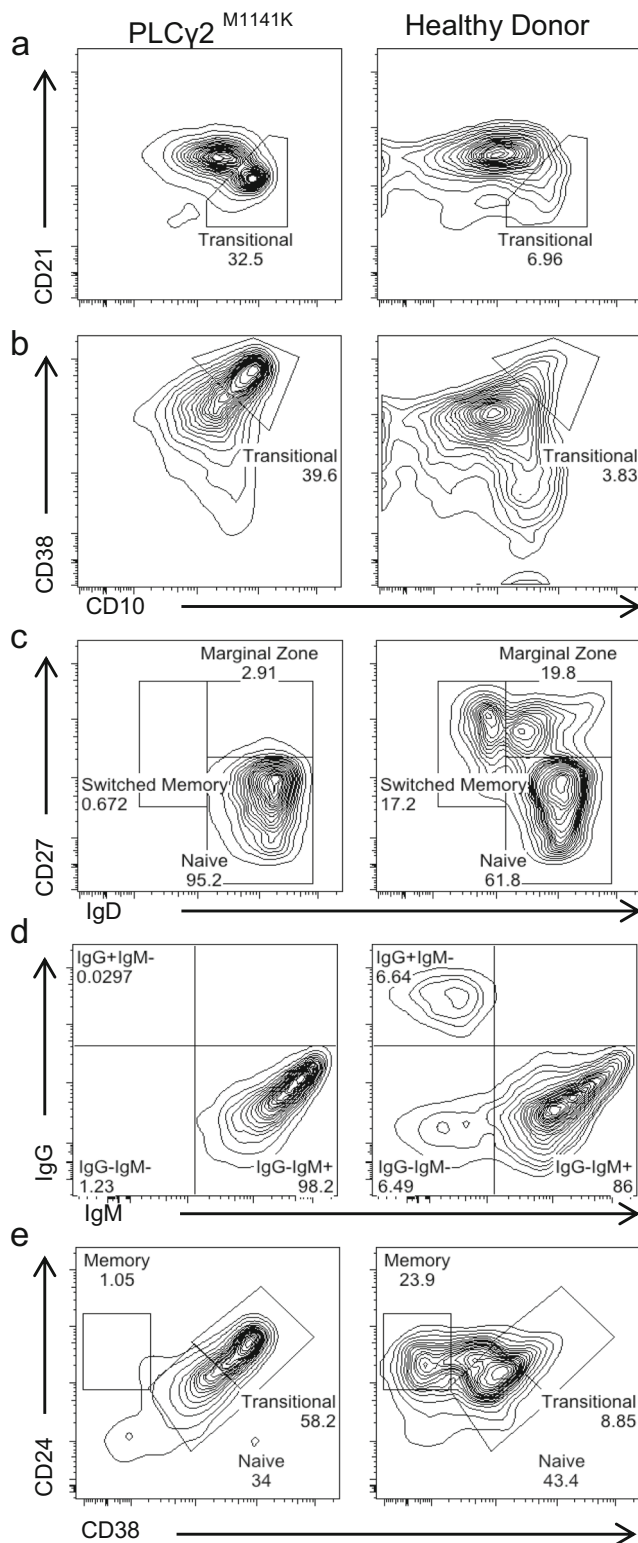 PLCγ2 M1141K
Healthy Donor
a
CD21
Transitional
32.5
Transitional
6.96
b
CD38
Transitional
39.6
Transitional
3.83
CD10
c
CD27
Marginal Zone
2.91
Switched Memory
0.672
Naive
95.2
Marginal Zone
19.8
Switched Memory
17.2
Naive
61.8
IgD
d
IgG
IgG+IgM-
0.0297
IgG-IgM-
1.23
IgG-IgM+
98.2
IgG+IgM-
6.64
IgG-IgM-
6.49
IgG-IgM+
86
IgM
e
CD24
Memory
1.05
Transitional
58.2
Naive
34
Memory
23.9
Transitional
8.85
Naive
43.4
CD38